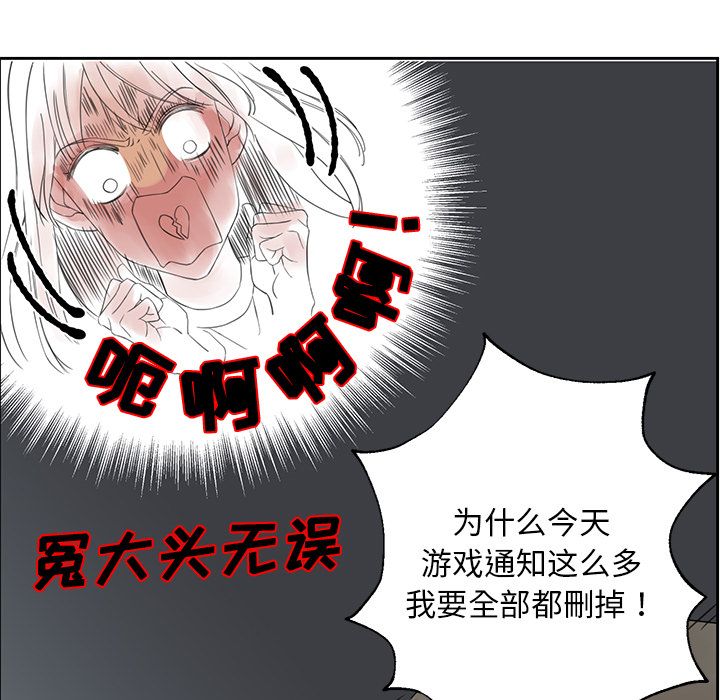 呃啊啊啊！
冤大头无误
为什么今天
游戏通知这么多
我要全部都刪掉！